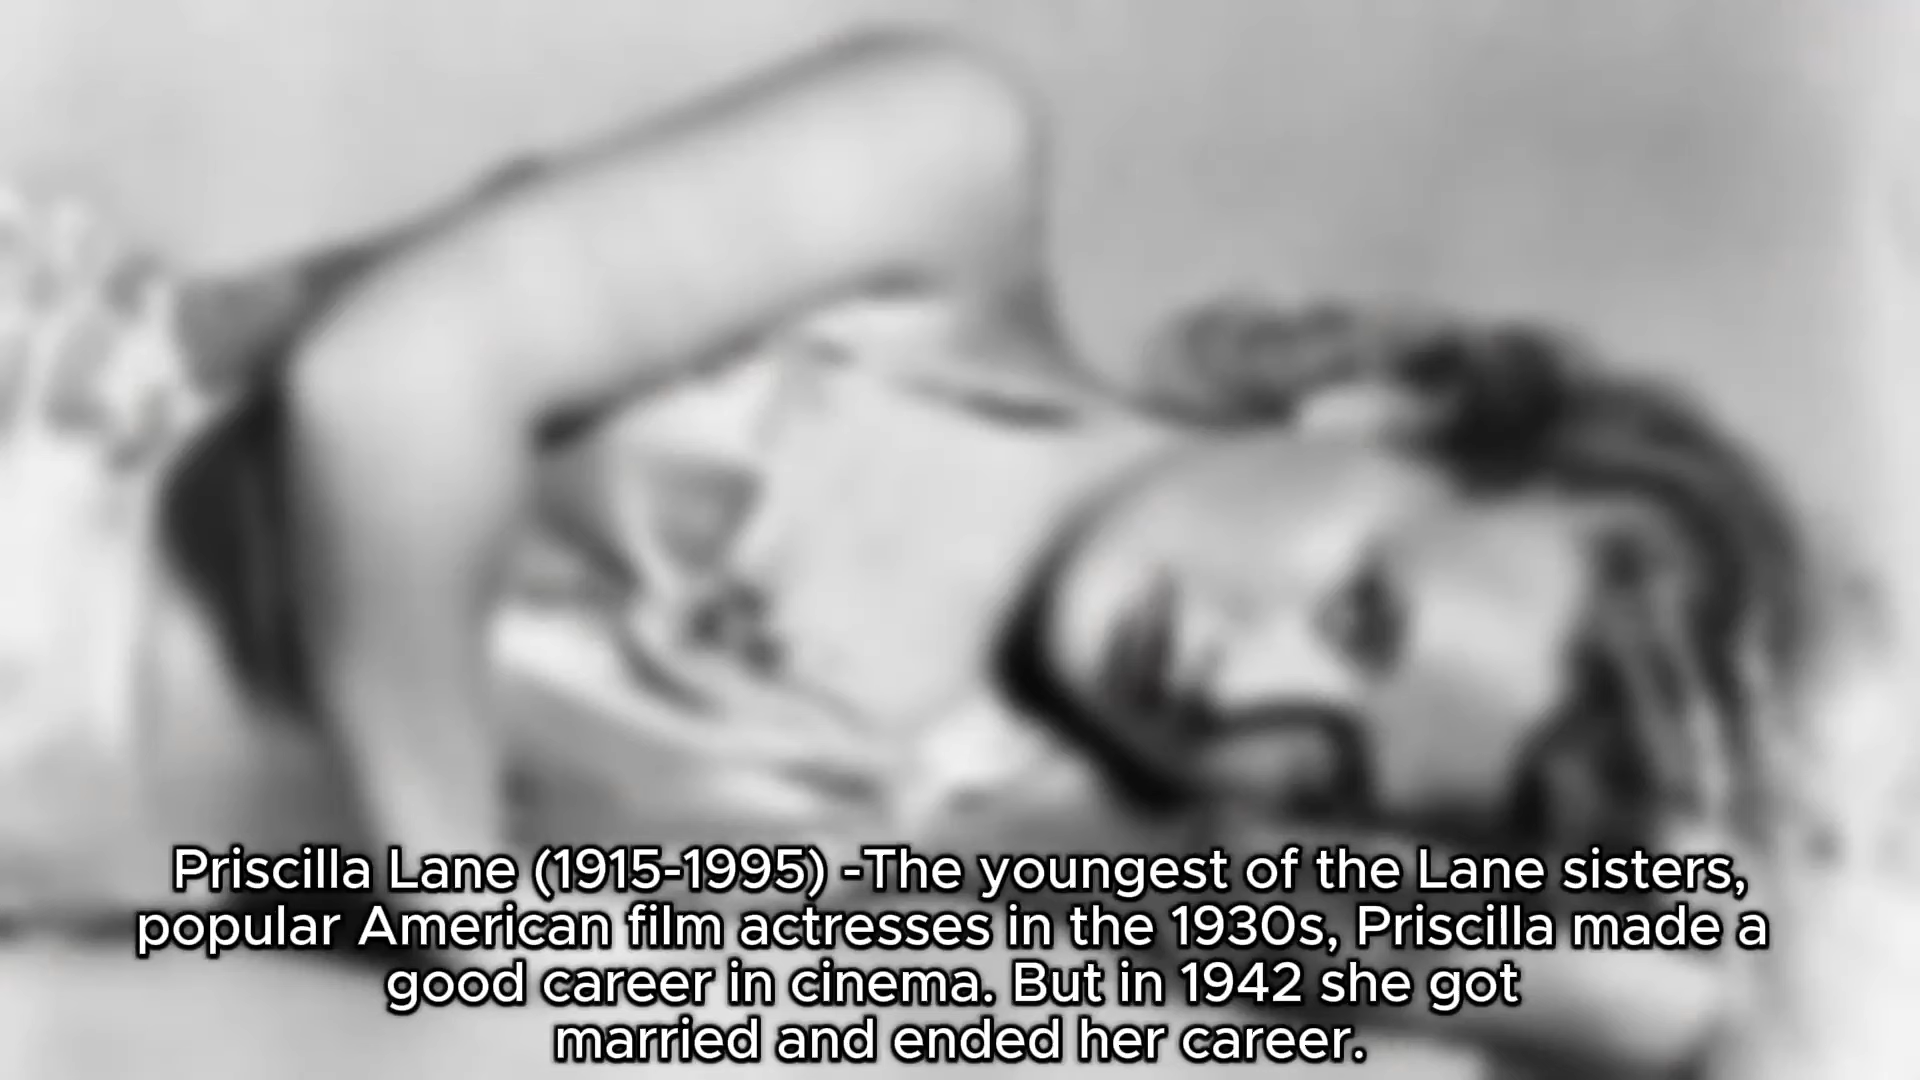 Priscilla Lane (1915-1995) -The youngest of the Lane sisters,
popular American film actresses in the 1930s, Priscilla made a
good career in cinema. But in 1942 she got
married and ended her career.